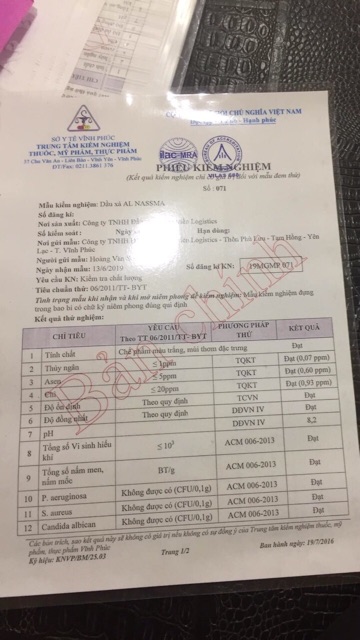 SỞ Y TẾ VĨNH PHÚC
TRUNG TÂM KIỂM NGHIỆM
THUỐC, MỸ PHẨM, THỰC PHẨM
HÒA XÃ HỘI CHỦ NGHĨA VIỆT NAM
Hạnh phúc
ilac-MRA
PHIẾU KIỂM NGHIỆM
(Kết quả kiểm nghiệm chỉ có giá trị đối với mẫu đem thử)
Số : 071
Mẫu kiểm nghiệm: Dầu xả AL NASSMA
Số đăng kí:
Nơi sản xuất: Công ty TNHH Logistics
Số kiểm soát : Ngày Hạn dùng:
Nơi gửi mẫu: Công ty TNHH Logistics - Thôn Tam Hồng - Yên
Lạc - T. Vĩnh Phúc
Người gửi mẫu: Hoàng Văn
Ngày nhận mẫu: 13/6/2019 Số đăng kí KN: 19MGMP 071
Yêu cầu KN: Kiểm tra chất lượng
Tiêu chuẩn thử: 06/2011/TT- BYT
Tình trạng mẫu khi nhận và khi mở niêm phong để kiểm nghiệm: Mẫu kiểm nghiệm đựng
trong bao bì có chữ ký niêm phong đúng qui định
Kết quả thử nghiệm:
CHỈ TIÊU YÊU CẦU Theo TT 06/2011/TT- BYT PHƯƠNG PHÁP THỬ KẾT QUẢ
1 Tính chất Chế phẩm màu trắng, mùi thơm đặc trưng Đạt
2 Thủy ngân ≤ 1ppm TQKT Đạt (0,07 ppm)
3 Asen ≤ 5ppm TQKT Đạt (0,60 ppm)
4 Chì ≤ 20ppm TQKT Đạt (0,93 ppm)
5 Độ ổn định Theo quy định TCVN Đạt
6 Độ đồng nhất Theo quy định DĐVN IV Đạt
7 pH DĐVN IV 8,2
8 Tổng số Vi sinh hiếu khí ≤ 10³ ACM 006-2013 Đạt
9 Tổng số nấm men, nấm mốc BT/g ACM 006-2013 Đạt
10 P. aeruginosa Không được có (CFU/0,1g) ACM 006-2013 Đạt
11 S. aureus Không được có (CFU/0,1g) ACM 006-2013 Đạt
12 Candida albican Không được có (CFU/0,1g) ACM 006-2013 Đạt
Bản chính
Các bản trích, sao kết quả này sẽ không có giá trị nếu không có sự đồng ý của Trung tâm kiểm nghiệm thuốc, mỹ
phẩm, thực phẩm Vĩnh Phúc
Ký hiệu: KNVP/BM/25.03 Trang 1/2 Ban hành ngày: 19/7/2016